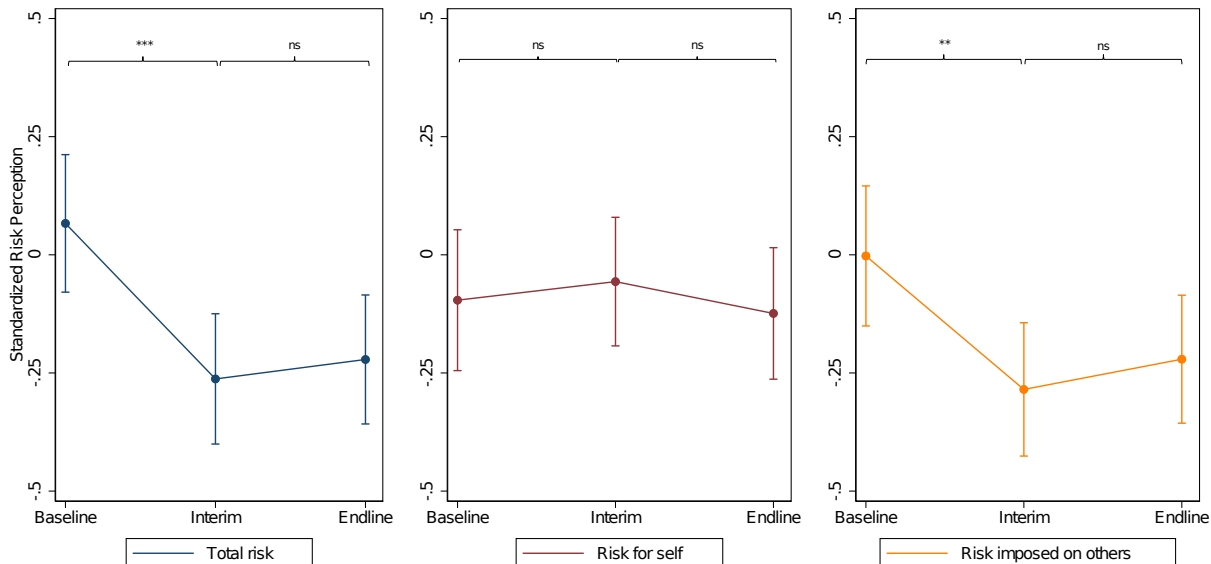 Standardized Risk Perception
.5
.25
0
-.25
-.5
***
ns
Baseline
Interim
Endline
Total risk
.5
.25
0
-.25
-.5
ns
ns
Baseline
Interim
Endline
Risk for self
.5
.25
0
-.25
-.5
**
ns
Baseline
Interim
Endline
Risk imposed on others